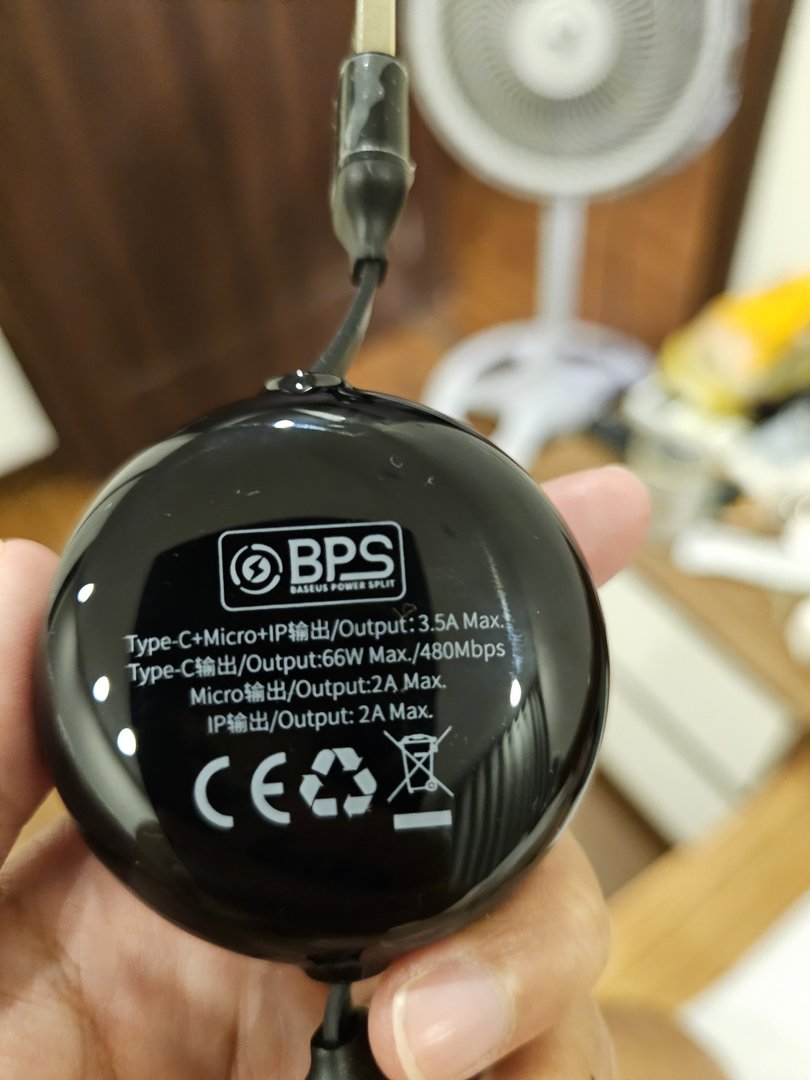 BPS
BASEUS POWER SPLIT
Type-C+Micro+IP输出/Output:3.5A Max.
Type-C输出/Output:66W Max./480Mbps
Micro输出/Output:2A Max.
IP输出/Output: 2A Max.
CE